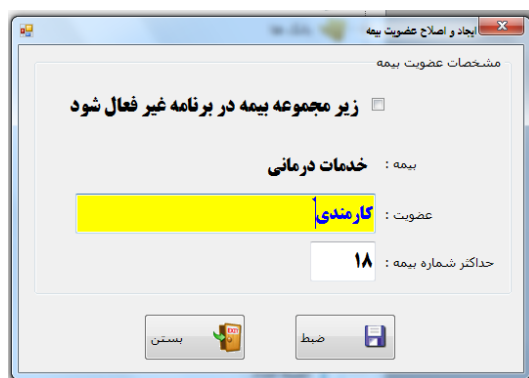 ایجاد و اصلاح عضویت بیمه
مشخصات عضویت بیمه
زیر مجموعه بیمه در برنامه غیر فعال شود
بیمه : خدمات درمانی
عضویت : کارمندی
حداکثر شماره بیمه : ۱۸
ضبط
بستن EXIT